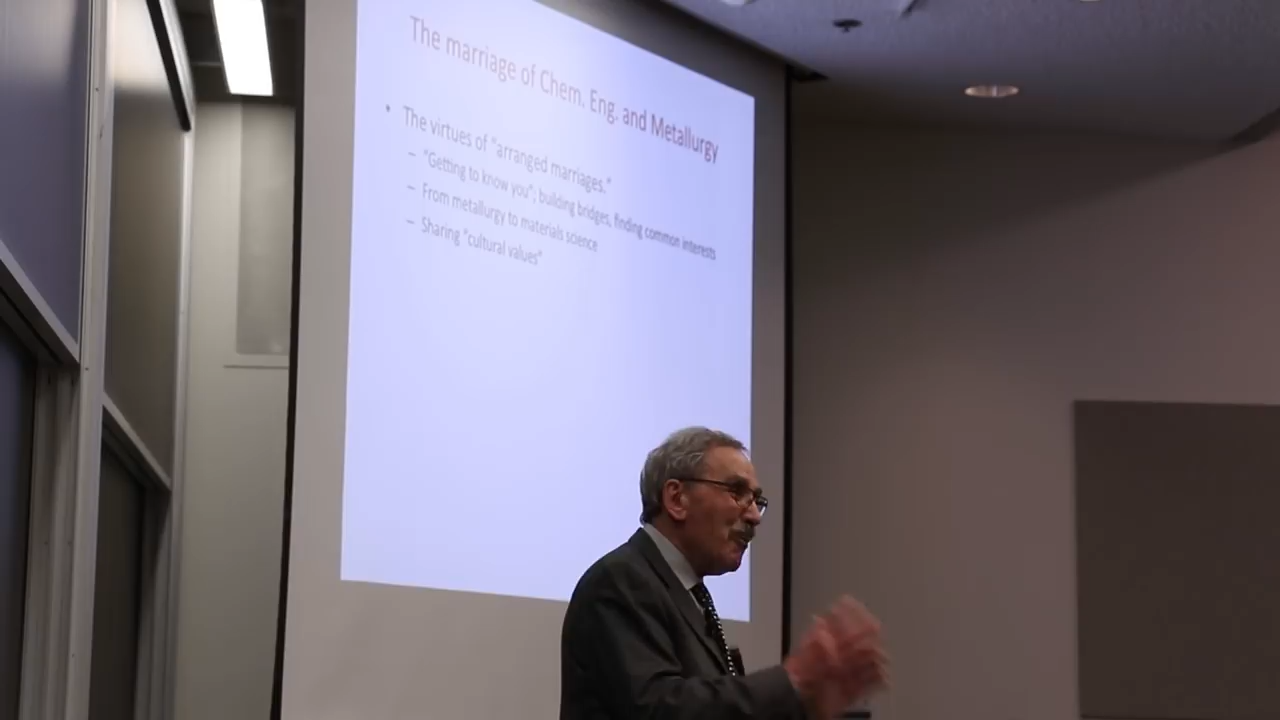 The marriage of Chem. Eng. and Metallurgy
• The virtues of "arranged marriages."
– "Getting to know you"; building bridges, finding common interests
– From metallurgy to materials science
– Sharing "cultural values"